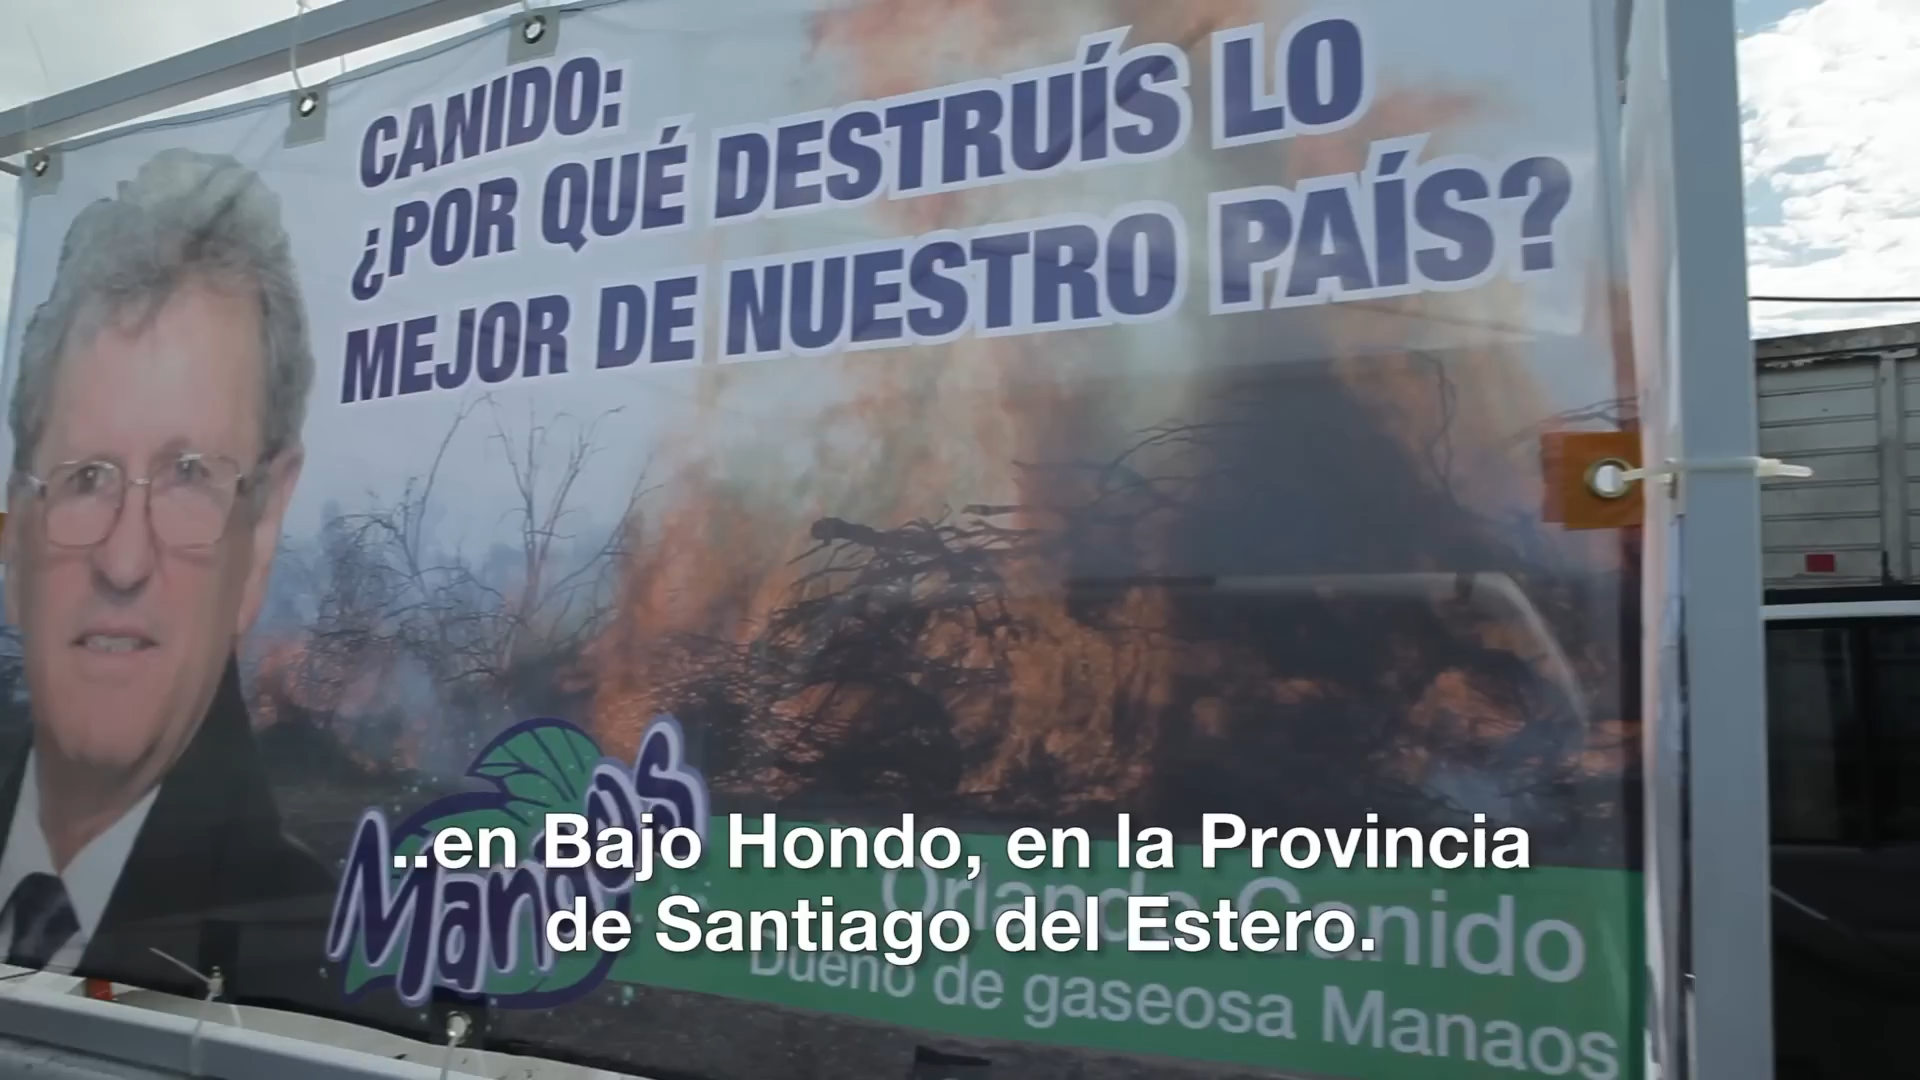 CANIDO:
¿POR QUÉ DESTRUÍS LO
MEJOR DE NUESTRO PAÍS?
Manaos
..en Bajo Hondo, en la Provincia
de Santiago del Estero.
Orlando Canido
Dueño de gaseosa Manaos